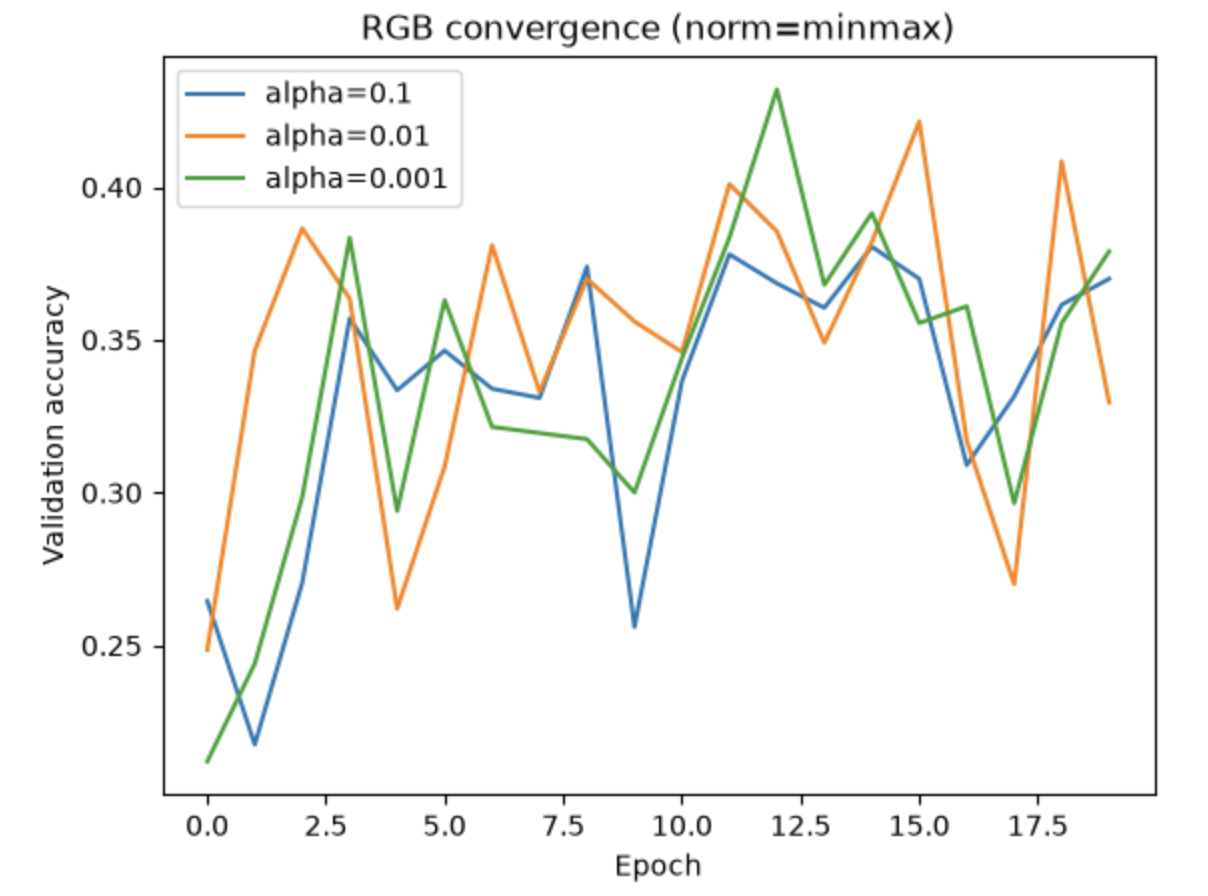 RGB convergence (norm=minmax)
alpha=0.1
alpha=0.01
alpha=0.001
0.40
0.35
0.30
0.25
Validation accuracy
0.0 2.5 5.0 7.5 10.0 12.5 15.0 17.5
Epoch